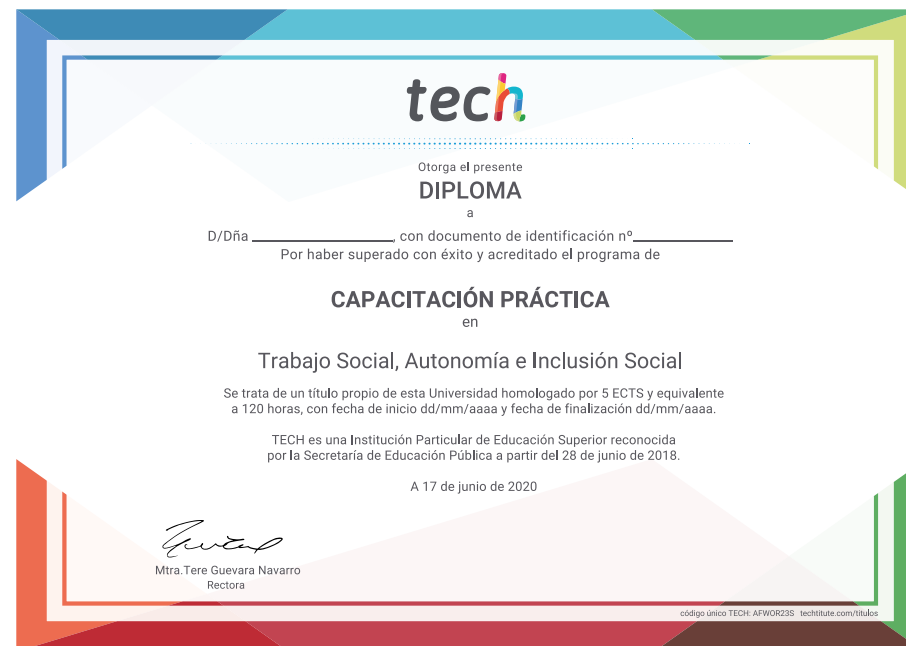 tech
Otorga el presente
DIPLOMA
a
D/Dña ____________________, con documento de identificación nº______________
Por haber superado con éxito y acreditado el programa de
CAPACITACIÓN PRÁCTICA
en
Trabajo Social, Autonomía e Inclusión Social
Se trata de un título propio de esta Universidad homologado por 5 ECTS y equivalente
a 120 horas, con fecha de inicio dd/mm/aaaa y fecha de finalización dd/mm/aaaa.
TECH es una Institución Particular de Educación Superior reconocida
por la Secretaría de Educación Pública a partir del 28 de junio de 2018.
A 17 de junio de 2020
Mtra.Tere Guevara Navarro
Rectora
código único TECH: AFWOR23S techtitute.com/titulos